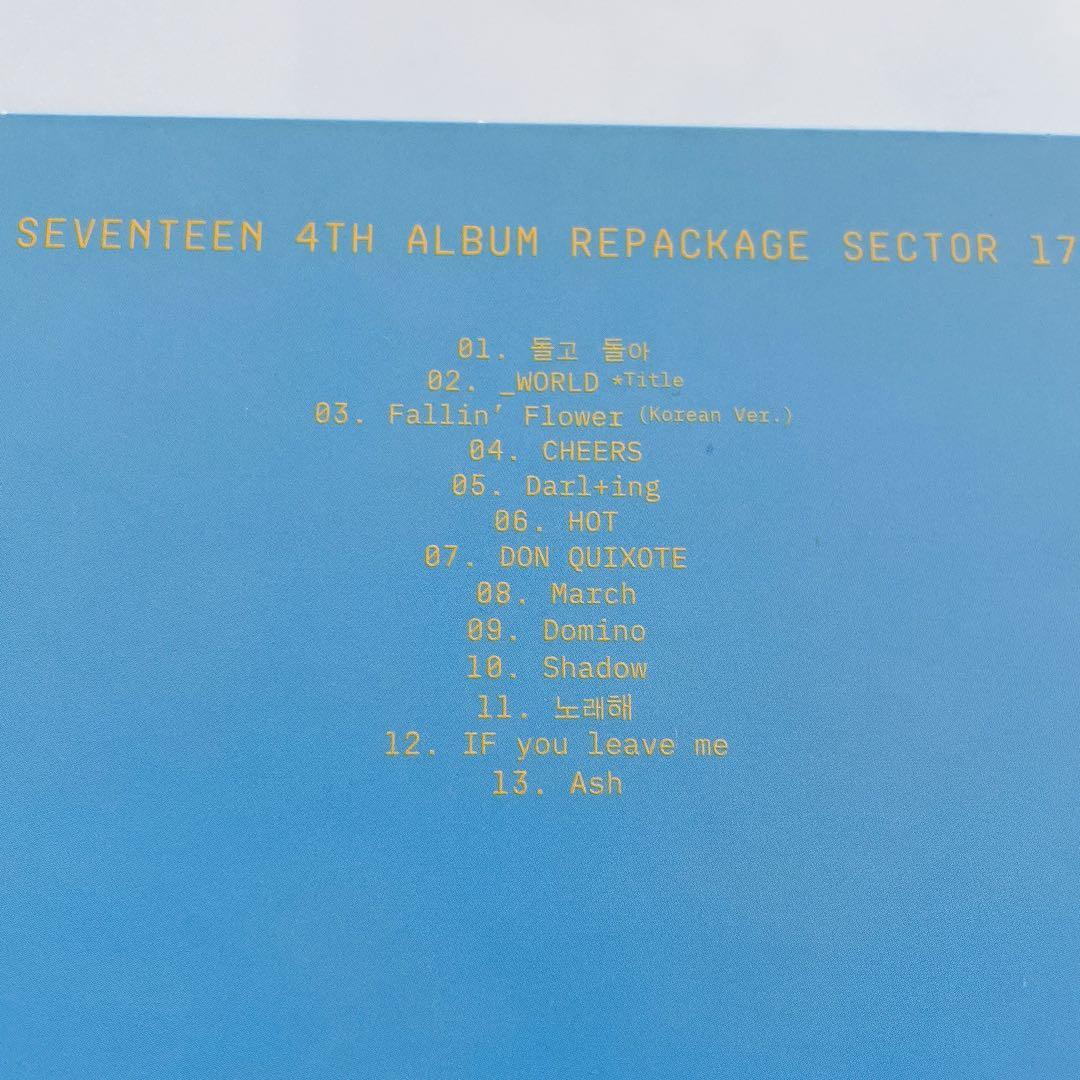 SEVENTEEN 4TH ALBUM REPACKAGE SECTOR 17
01. 돌고 돌아
02. _WORLD *Title
03. Fallin' Flower (Korean Ver.)
04. CHEERS
05. Darl+ing
06. HOT
07. DON QUIXOTE
08. March
09. Domino
10. Shadow
11. 노래해
12. IF you leave me
13. Ash